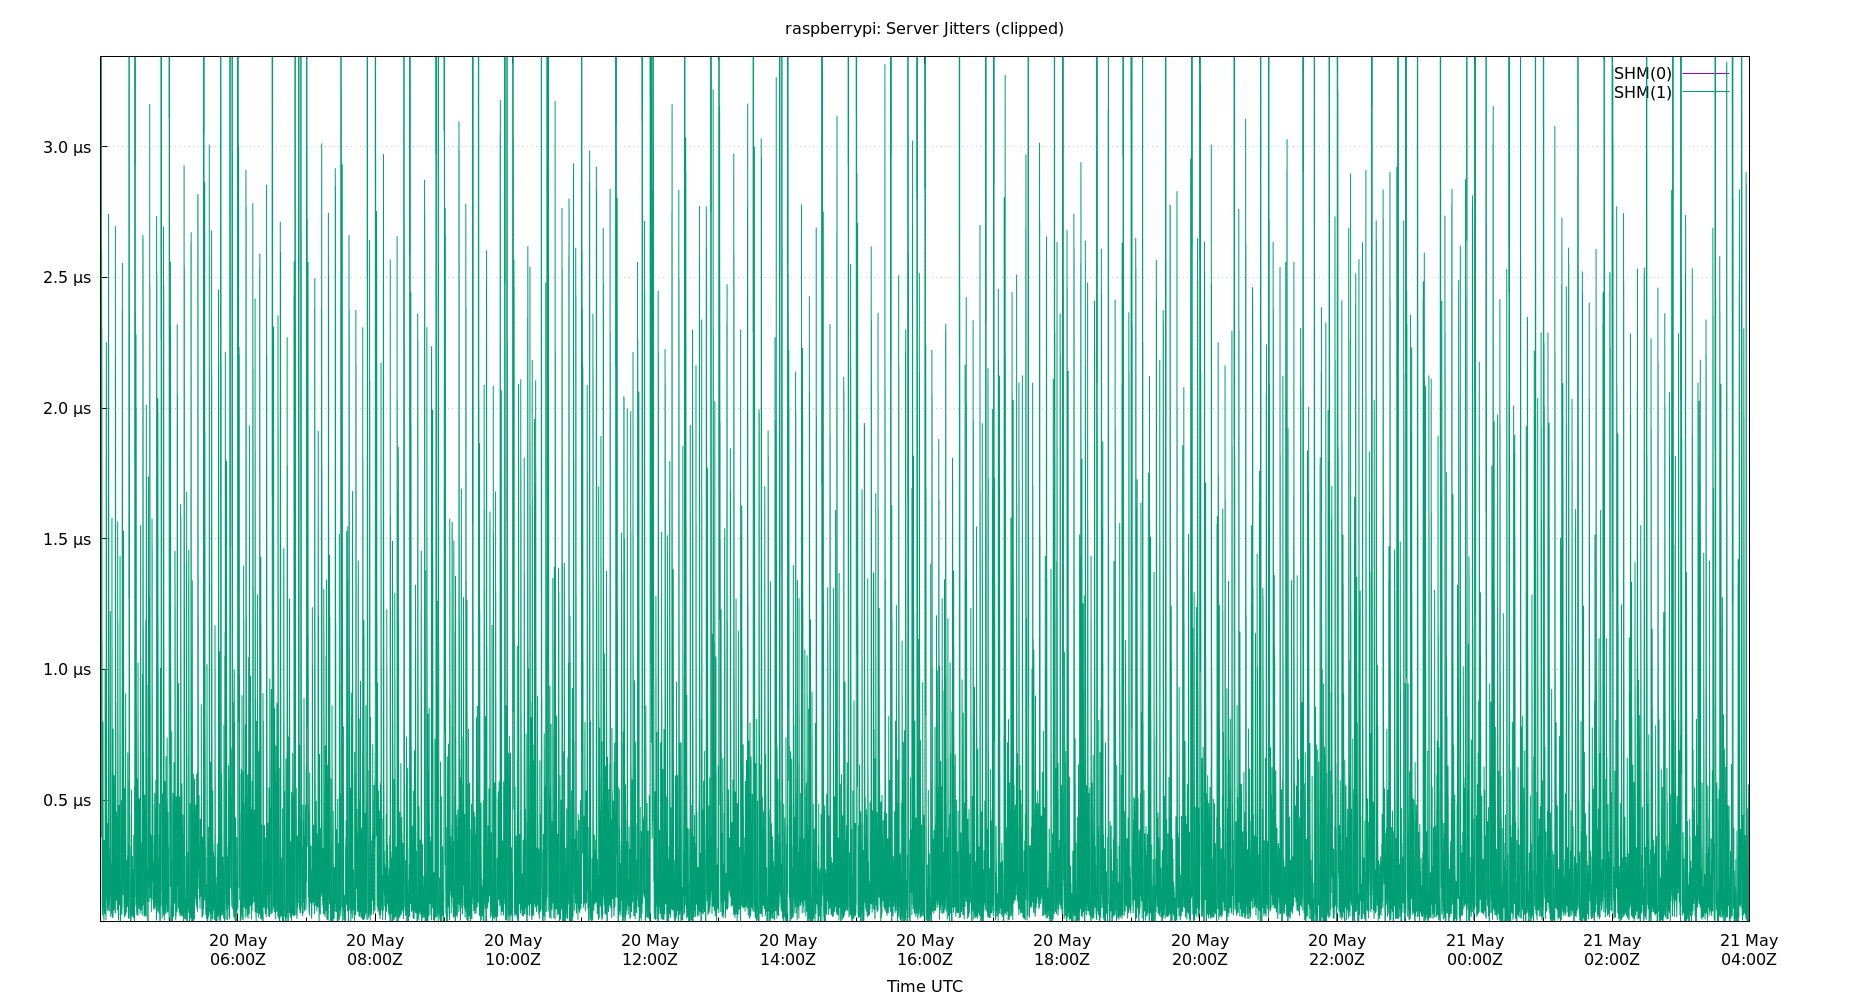 raspberrypi: Server Jitters (clipped)
SHM(0)
SHM(1)
3.0 µs
2.5 µs
2.0 µs
1.5 µs
1.0 µs
0.5 µs
20 May 20 May 20 May 20 May 20 May 20 May 20 May 20 May 20 May 21 May 21 May 21 May
06:00Z 08:00Z 10:00Z 12:00Z 14:00Z 16:00Z 18:00Z 20:00Z 22:00Z 00:00Z 02:00Z 04:00Z
Time UTC